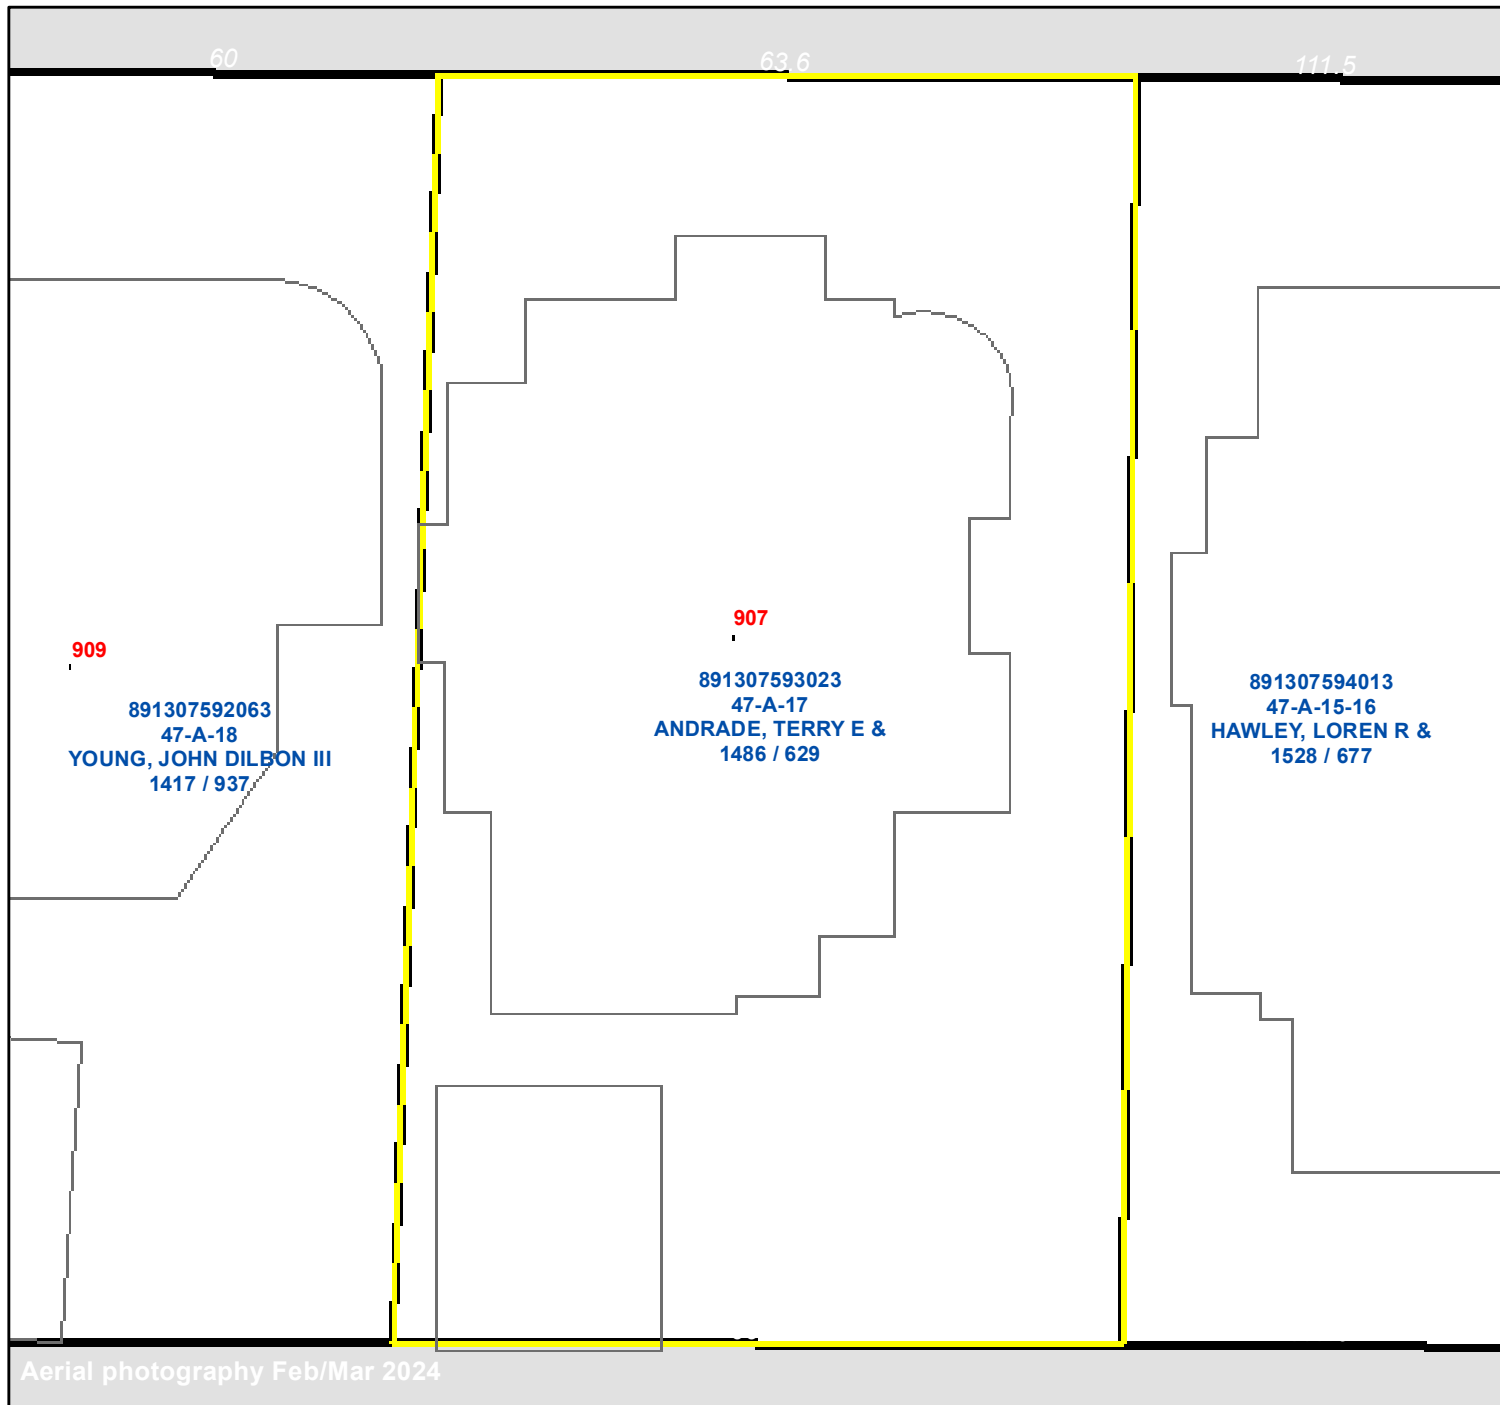 60
63.6
111.5
907
909
891307593023
47-A-17
ANDRADE, TERRY E &
1486 / 629
891307594013
47-A-15-16
HAWLEY, LOREN R &
1528 / 677
891307592063
47-A-18
YOUNG, JOHN DILBON III
1417 / 937
Aerial photography Feb/Mar 2024